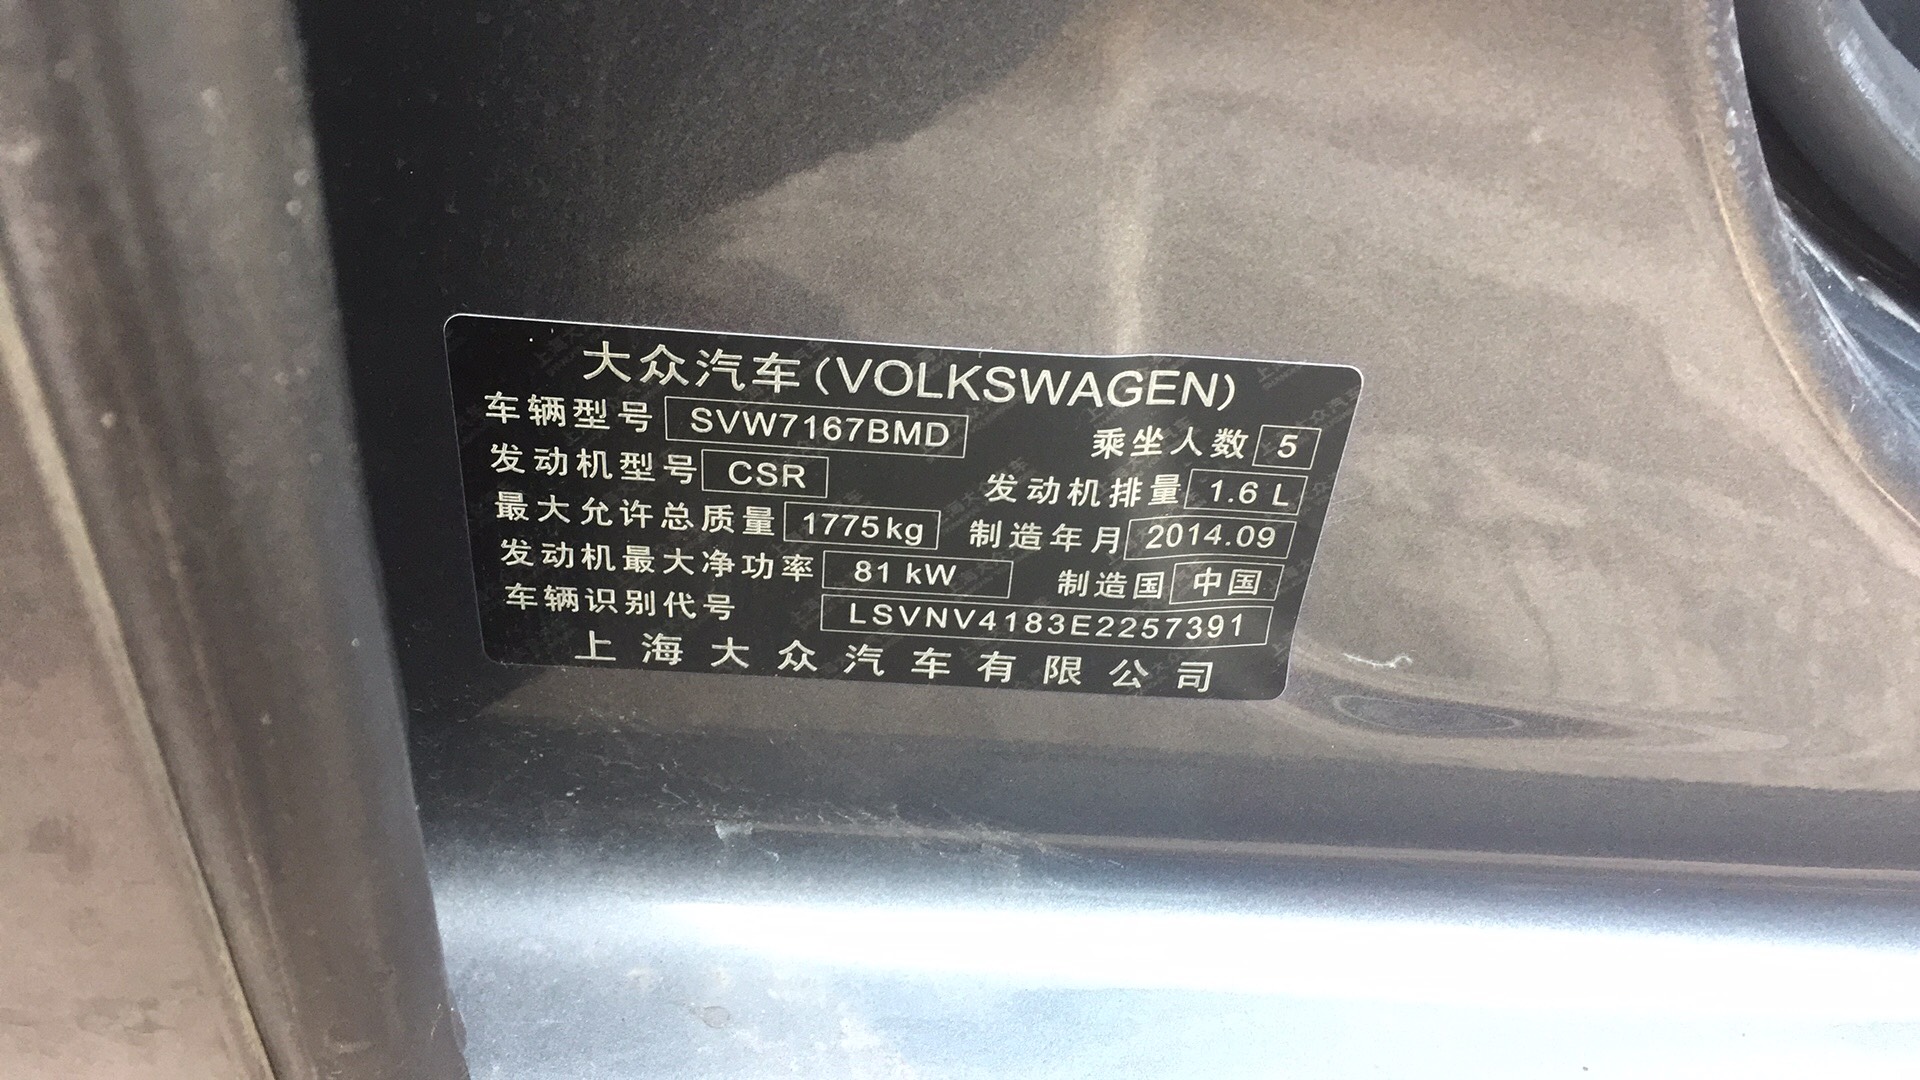 大众汽车(VOLKSWAGEN)
车辆型号 SVW7167BMD 乘坐人数 5
发动机型号 CSR 发动机排量 1.6 L
最大允许总质量 1775kg 制造年月 2014.09
发动机最大净功率 81 kW 制造国 中国
车辆识别代号 LSVNV4183E2257391
上海大众汽车有限公司